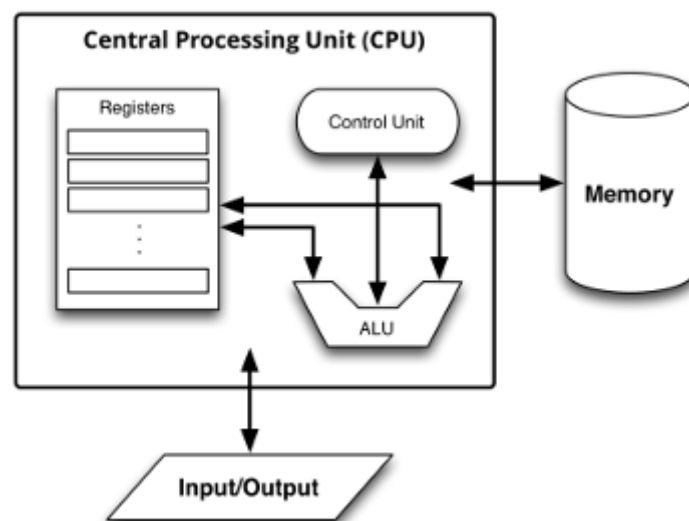 Central Processing Unit (CPU)
Registers
Control Unit
Memory
ALU
Input/Output